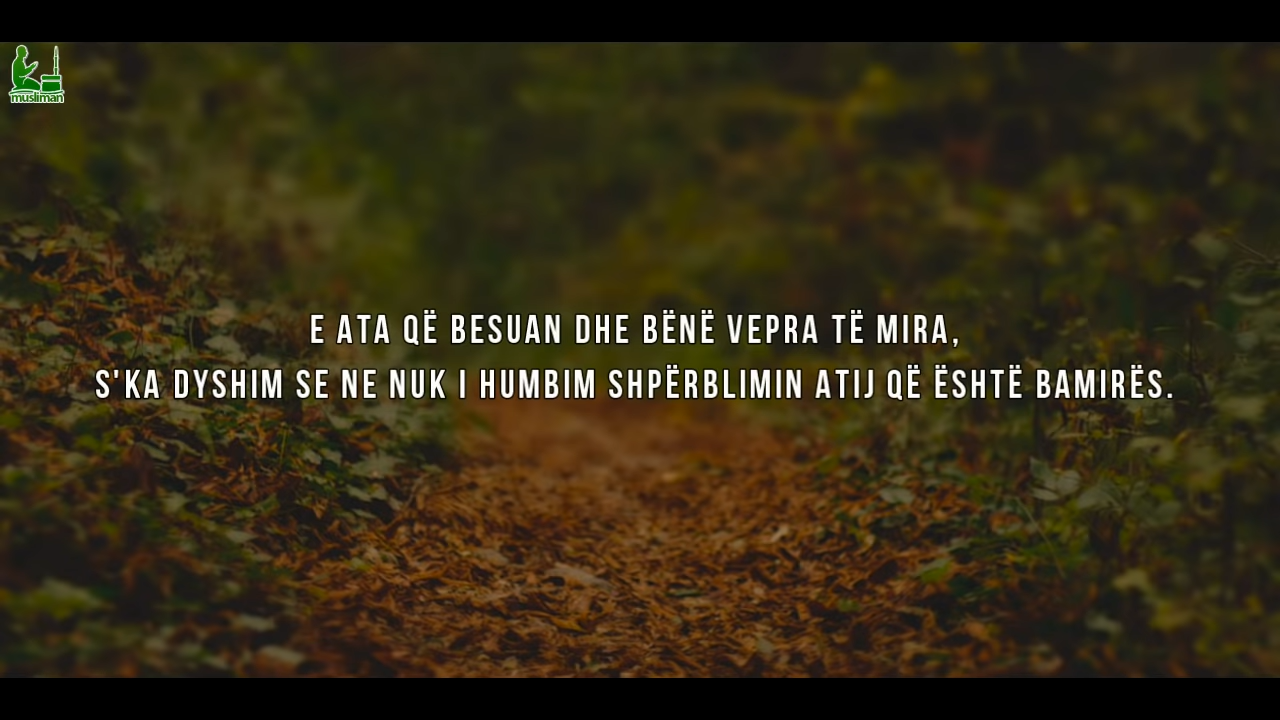 musliman
E ATA QË BESUAN DHE BËNË VEPRA TË MIRA,
S'KA DYSHIM SE NE NUK I HUMBIM SHPËRBLIMIN ATIJ QË ËSHTË BAMIRËS.